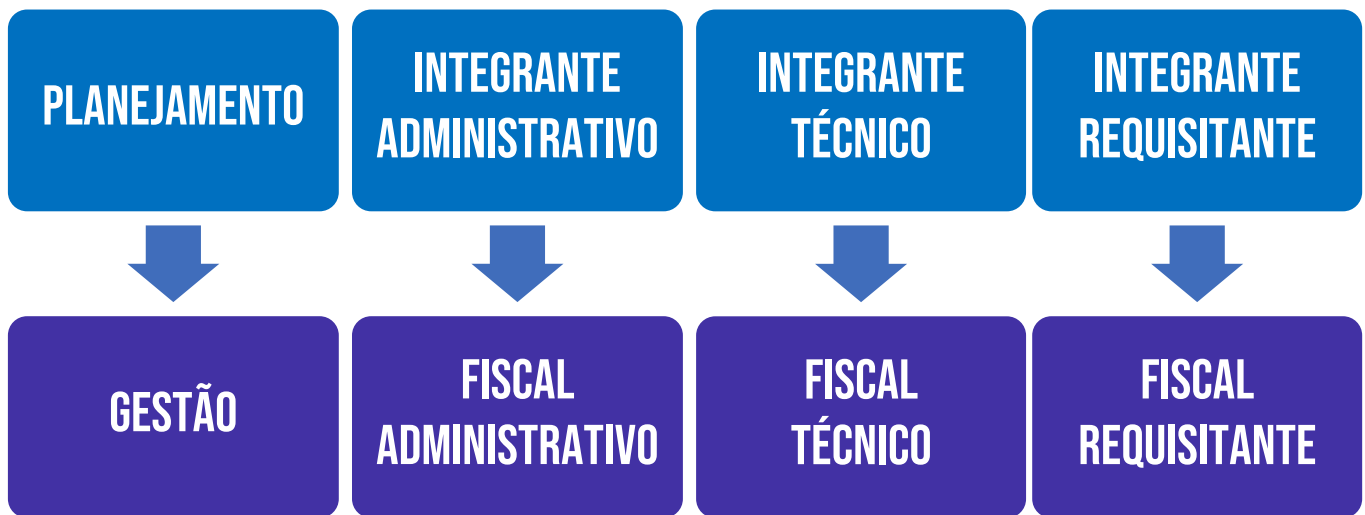 PLANEJAMENTO
INTEGRANTE
ADMINISTRATIVO
INTEGRANTE
TÉCNICO
INTEGRANTE
REQUISITANTE
GESTÃO
FISCAL
ADMINISTRATIVO
FISCAL
TÉCNICO
FISCAL
REQUISITANTE